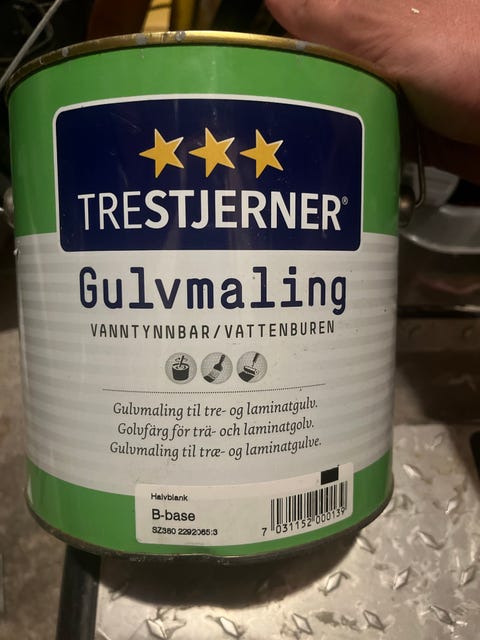 TRESTJERNER®
Gulvmaling
VANNTYNNBAR/VATTENBUREN
Gulvmaling til tre- og laminatgulv.
Golvfärg för trä- och laminatgolv.
Gulvmaling til træ- og laminatgulve.
Halvblank
B-base
SZ380 2292065:3
7 031152 000139